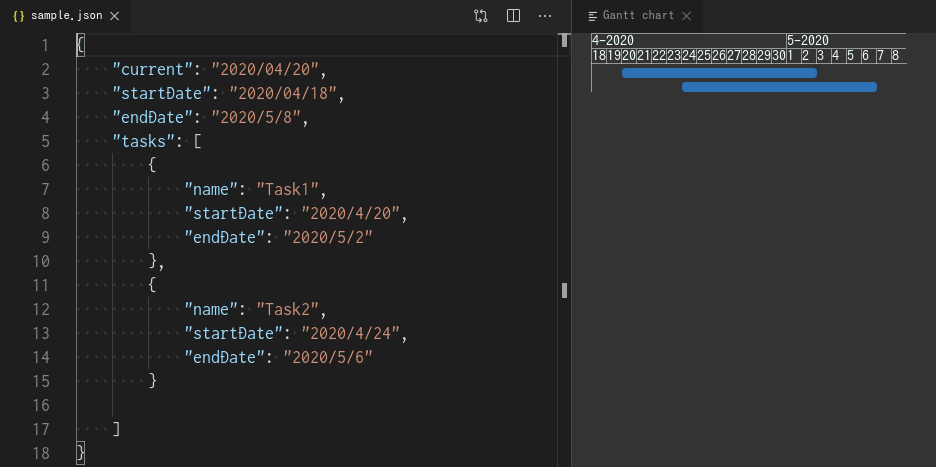 {} sample.json ×
1 {
2 "current": "2020/04/20",
3 "startDate": "2020/04/18",
4 "endDate": "2020/5/8",
5 "tasks": [
6 {
7 "name": "Task1",
8 "startDate": "2020/4/20",
9 "endDate": "2020/5/2"
10 },
11 {
12 "name": "Task2",
13 "startDate": "2020/4/24",
14 "endDate": "2020/5/6"
15 }
16
17 ]
18 }
Gantt chart ×
4-2020 5-2020
18 19 20 21 22 23 24 25 26 27 28 29 30 1 2 3 4 5 6 7 8